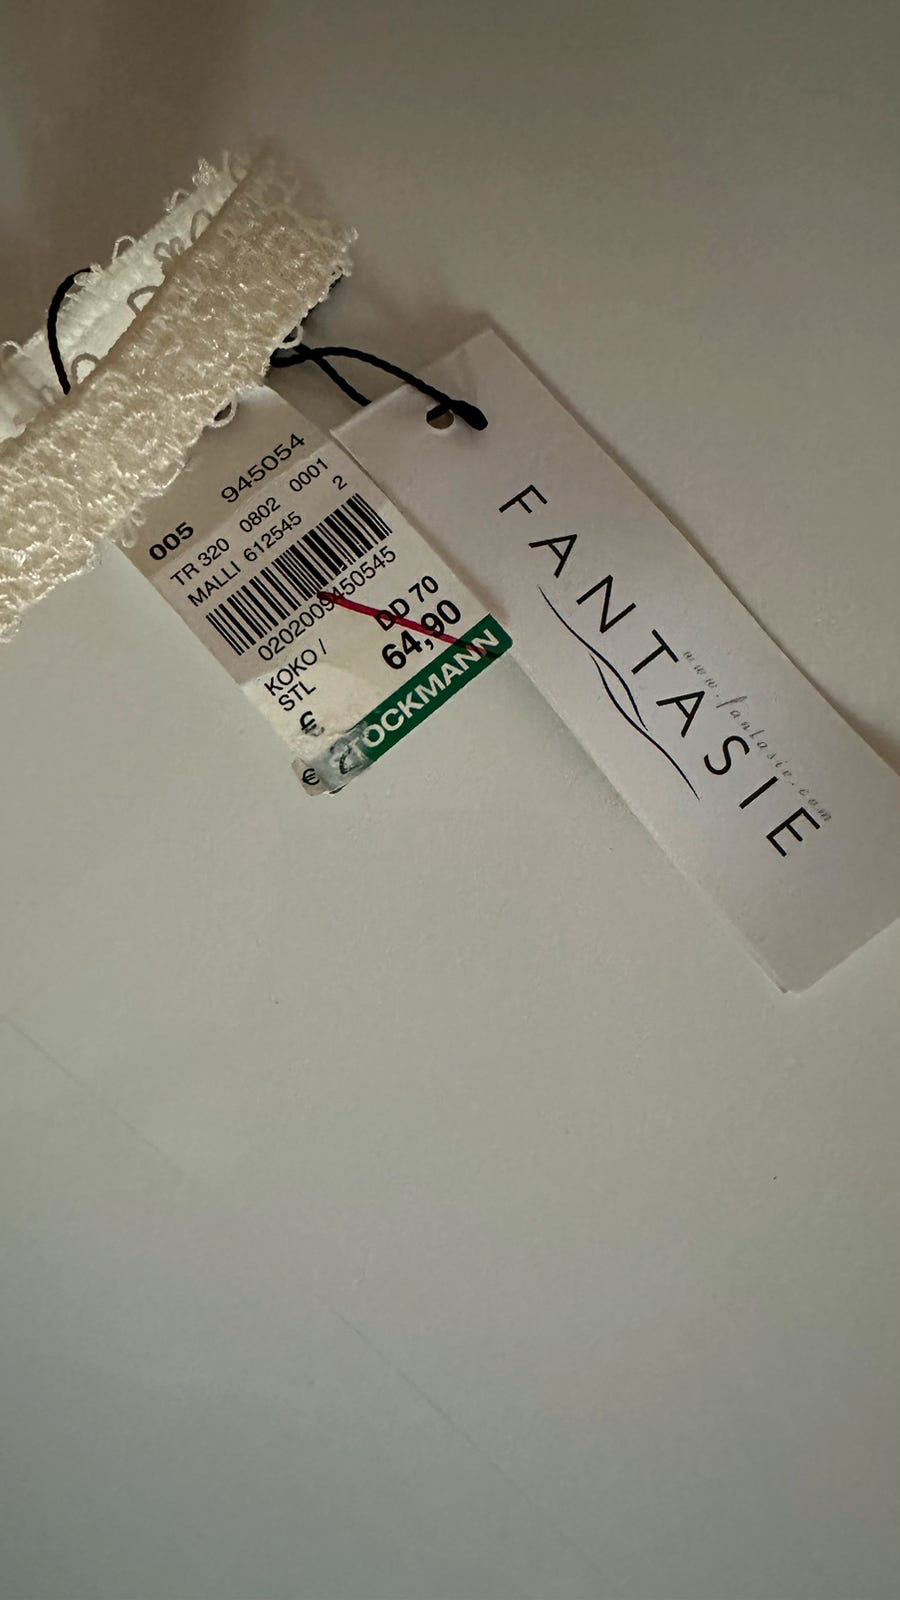 005 945054
TR 320 0802 0001
MALLI 612545 2
0202009450545
KOKO / DD 70
STL 64,90
€
STOCKMANN
€
FANTASIE
www.fantasie.com